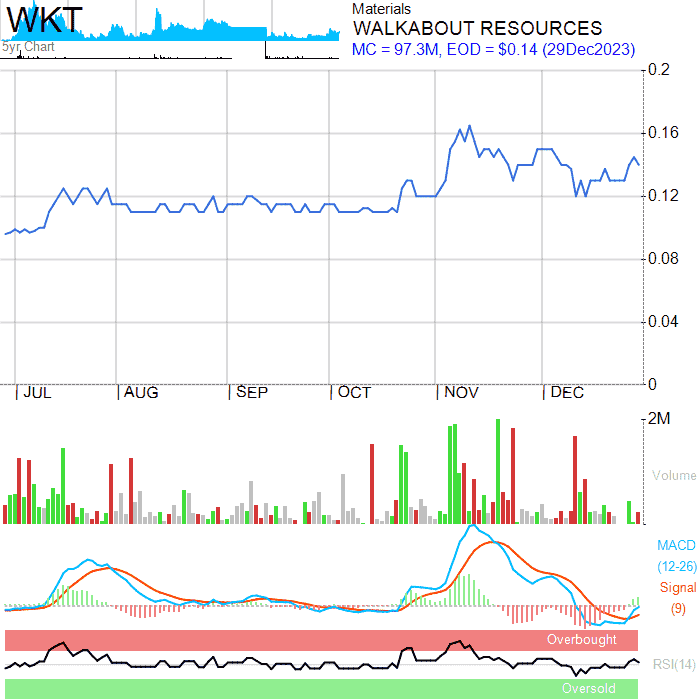 WKT
5yr Chart
Materials
WALKABOUT RESOURCES
MC = 97.3M, EOD = $0.14 (29Dec2023)
0.2
0.16
0.12
0.08
0.04
0
JUL AUG SEP OCT NOV DEC
2M
Volume
MACD
(12-26)
Signal
(9)
Overbought
RSI(14)
Oversold